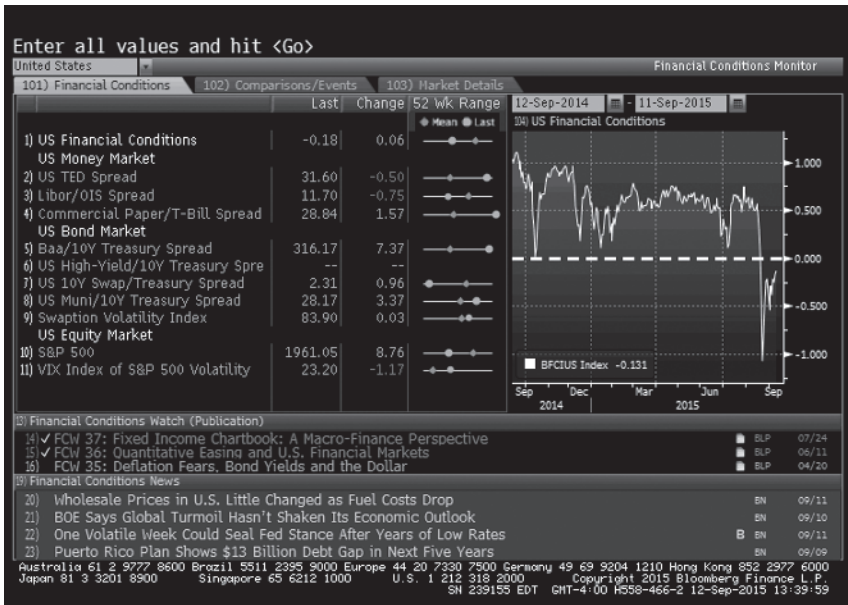 Enter all values and hit <Go>
United States Financial Conditions Monitor
101) Financial Conditions 102) Comparisons/Events 103) Market Details
Last Change 52 Wk Range 12-Sep-2014 - 11-Sep-2015
Mean Last 104) US Financial Conditions
1) US Financial Conditions -0.18 0.06
US Money Market
2) US TED Spread 31.60 -0.50
3) Libor/OIS Spread 11.70 -0.75
4) Commercial Paper/T-Bill Spread 28.84 1.57
US Bond Market
5) Baa/10Y Treasury Spread 316.17 7.37
6) US High-Yield/10Y Treasury Spre -- --
7) US 10Y Swap/Treasury Spread 2.31 0.96
8) US Muni/10Y Treasury Spread 28.17 3.37
9) Swaption Volatility Index 83.90 0.03
US Equity Market
10) S&P 500 1961.05 8.76
11) VIX Index of S&P 500 Volatility 23.20 -1.17
1.000
0.500
0.000
-0.500
-1.000
BFCIUS Index -0.131
Sep Dec Mar Jun Sep
2014 2015
13) Financial Conditions Watch (Publication)
14) ✓ FCW 37: Fixed Income Chartbook: A Macro-Finance Perspective BLP 07/24
15) ✓ FCW 36: Quantitative Easing and U.S. Financial Markets BLP 06/11
16) FCW 35: Deflation Fears, Bond Yields and the Dollar BLP 04/20
19) Financial Conditions News
20) Wholesale Prices in U.S. Little Changed as Fuel Costs Drop BN 09/11
21) BOE Says Global Turmoil Hasn't Shaken Its Economic Outlook BN 09/10
22) One Volatile Week Could Seal Fed Stance After Years of Low Rates B BN 09/11
23) Puerto Rico Plan Shows $13 Billion Debt Gap in Next Five Years BN 09/09
Australia 61 2 9777 8600 Brazil 5511 2395 9000 Europe 44 20 7330 7500 Germany 49 69 9204 1210 Hong Kong 852 2977 6000
Japan 81 3 3201 8900 Singapore 65 6212 1000 U.S. 1 212 318 2000 Copyright 2015 Bloomberg Finance L.P.
SN 239155 EDT GMT-4:00 H558-466-2 12-Sep-2015 13:39:59